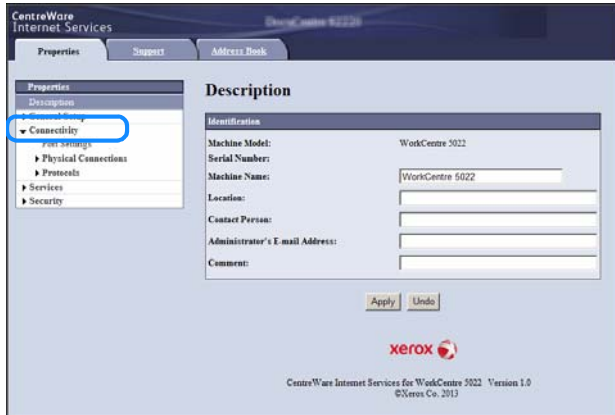 CentreWare
Internet Services
Properties
Support
Address Book
Properties
Description
General Setup
Connectivity
Port Settings
Physical Connections
Protocols
Services
Security
Description
Identification
Machine Model: WorkCentre 5022
Serial Number:
Machine Name: WorkCentre 5022
Location:
Contact Person:
Administrator's E-mail Address:
Comment:
Apply Undo
xerox
CentreWare Internet Services for WorkCentre 5022 Version 1.0
©Xerox Co. 2013